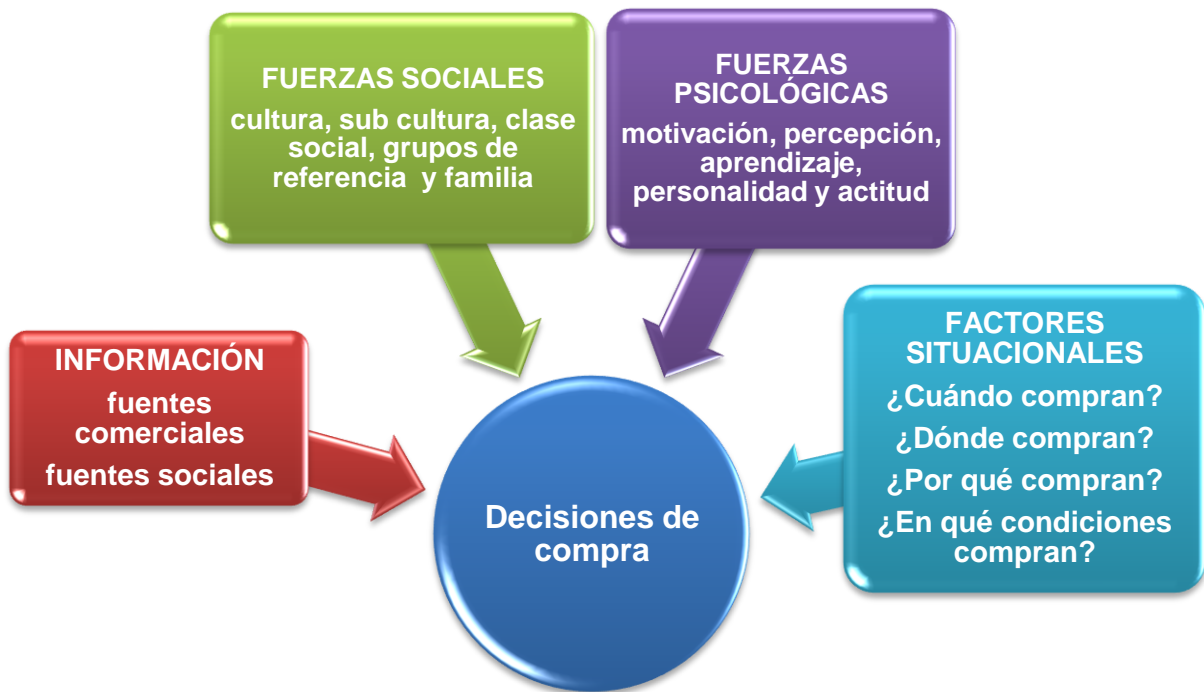 FUERZAS SOCIALES
cultura, sub cultura, clase
social, grupos de
referencia y familia
FUERZAS
PSICOLÓGICAS
motivación, percepción,
aprendizaje,
personalidad y actitud
INFORMACIÓN
fuentes
comerciales
fuentes sociales
FACTORES
SITUACIONALES
¿Cuándo compran?
¿Dónde compran?
¿Por qué compran?
¿En qué condiciones
compran?
Decisiones de
compra